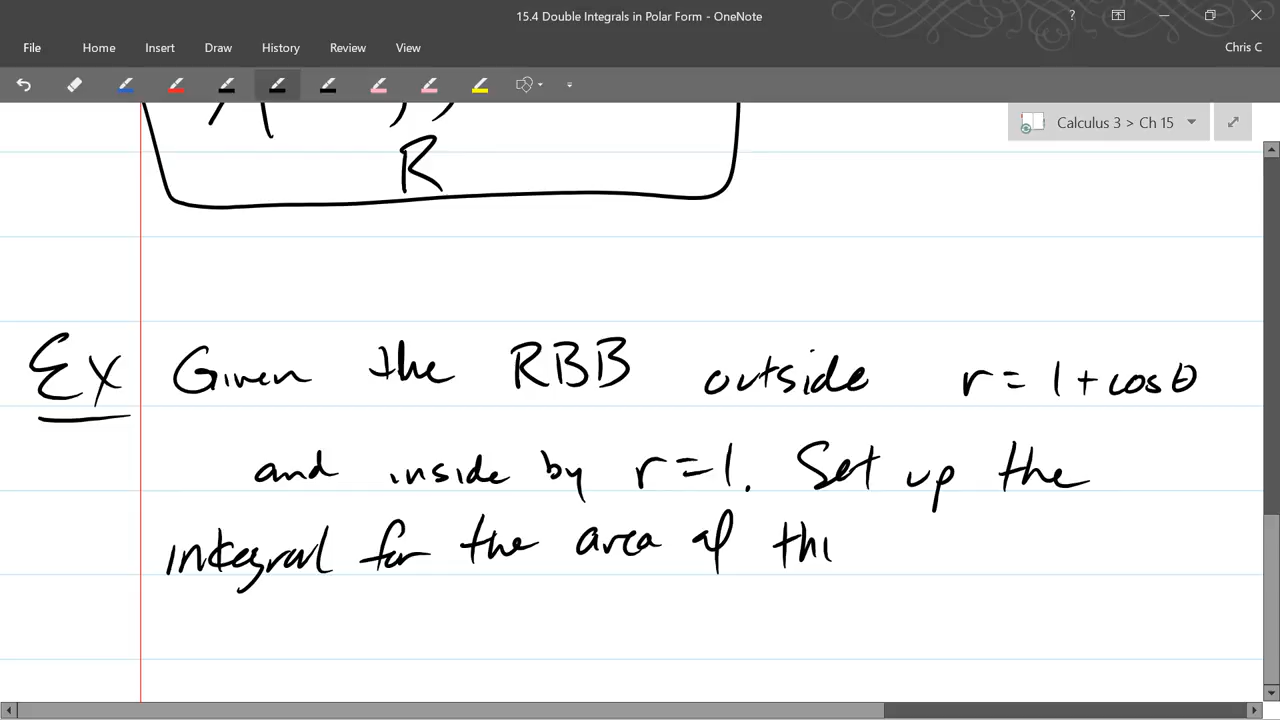 15.4 Double Integrals in Polar Form - OneNote
?
File Home Insert Draw History Review View
Chris C
Calculus 3 > Ch 15
R
Ex Given the RBB outside r = 1 + cos θ
and inside by r = 1. Set up the
integral for the area of thi